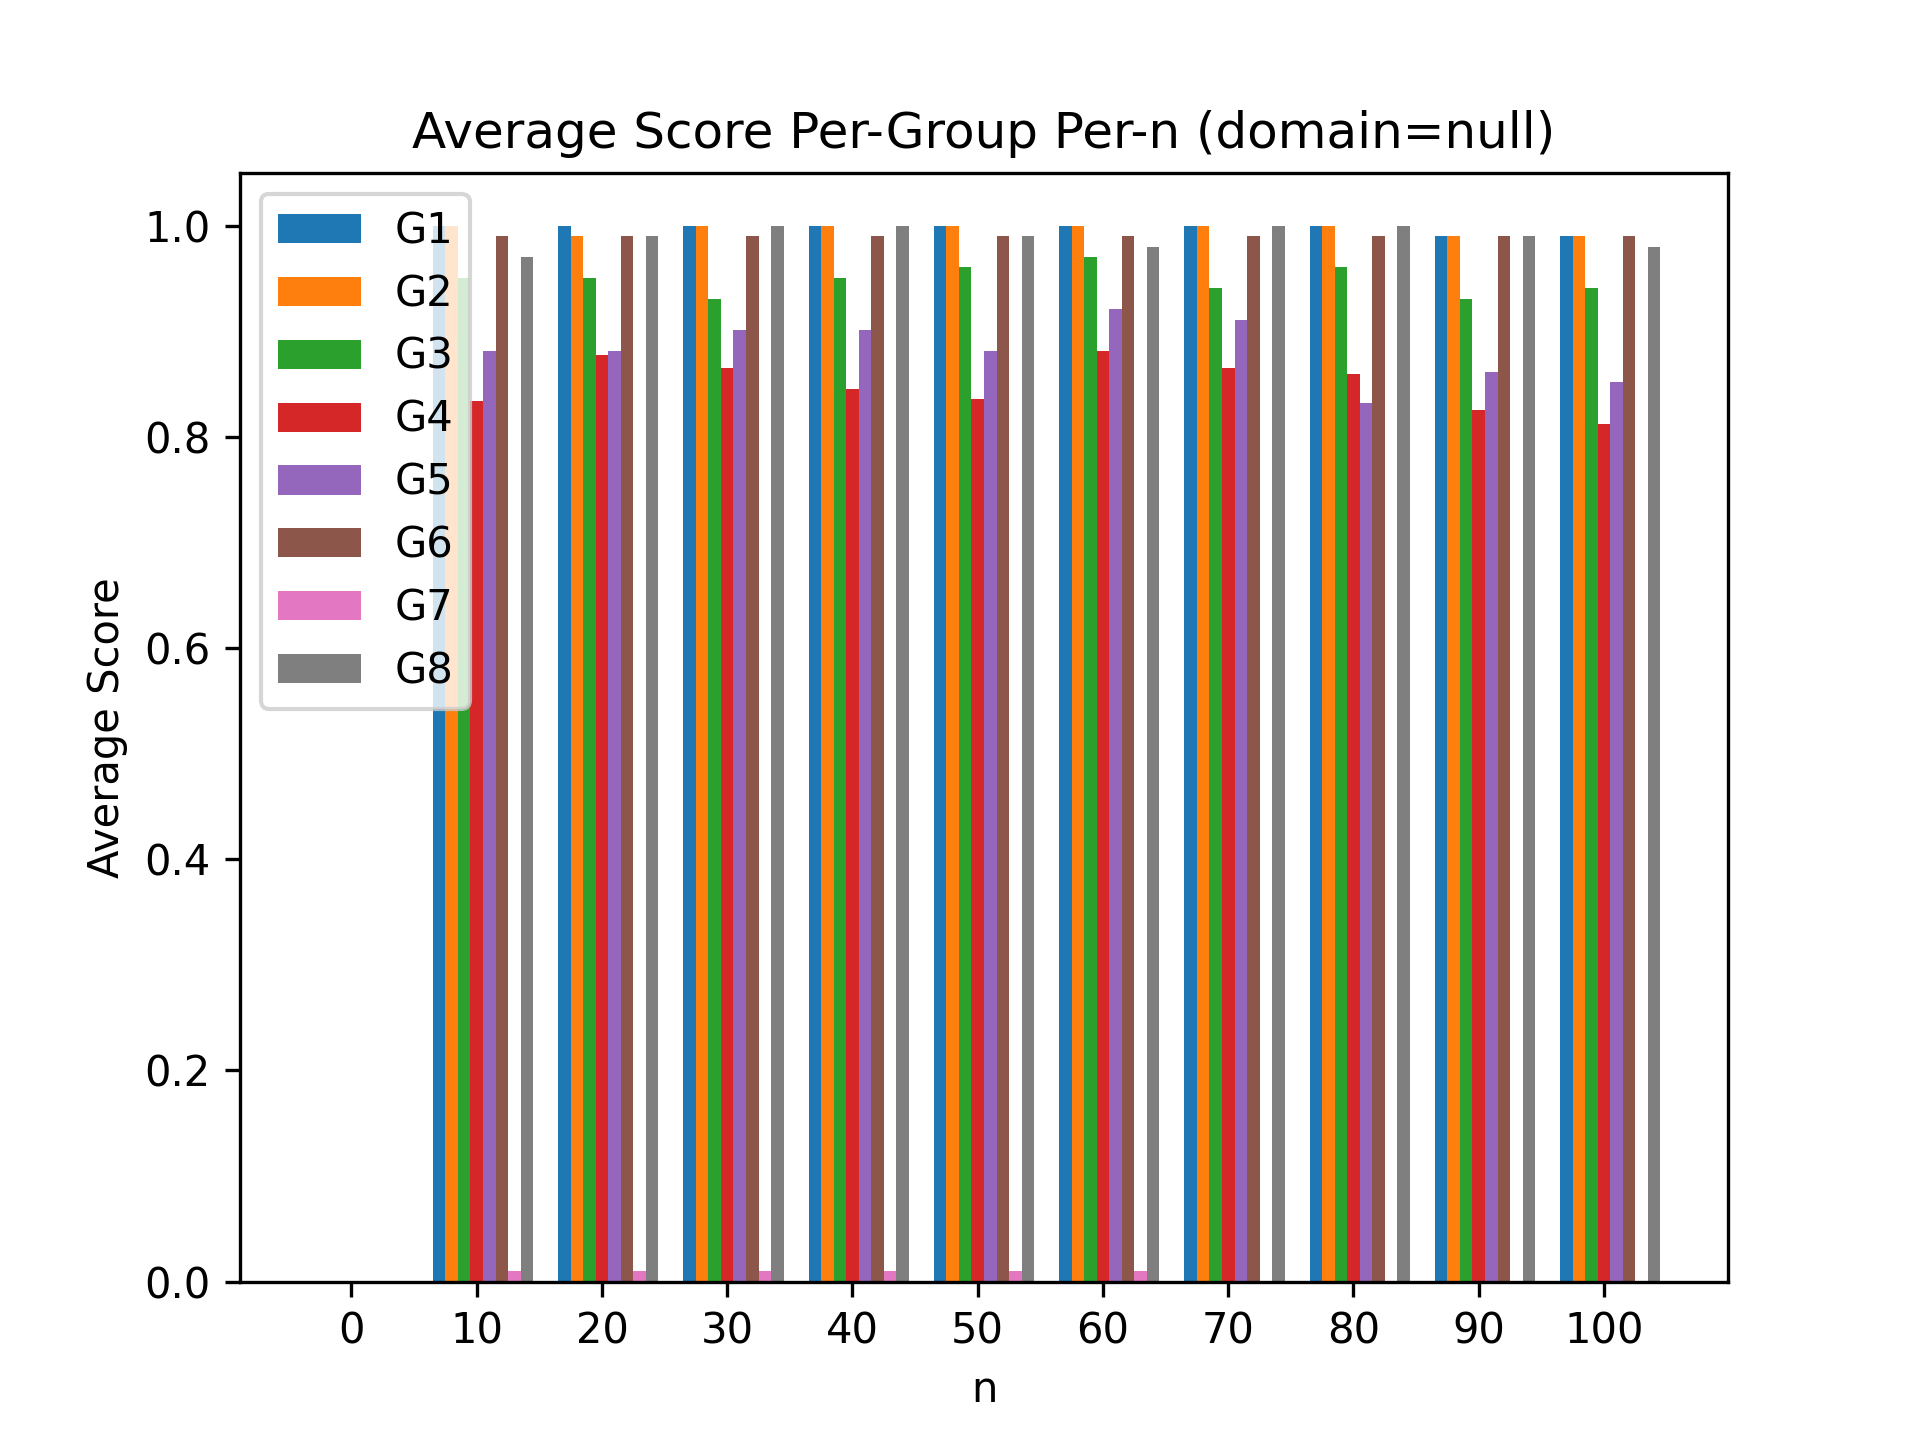 Average Score Per-Group Per-n (domain=null)
G1
G2
G3
G4
G5
G6
G7
G8
1.0
0.8
0.6
0.4
0.2
0.0
Average Score
0 10 20 30 40 50 60 70 80 90 100
n